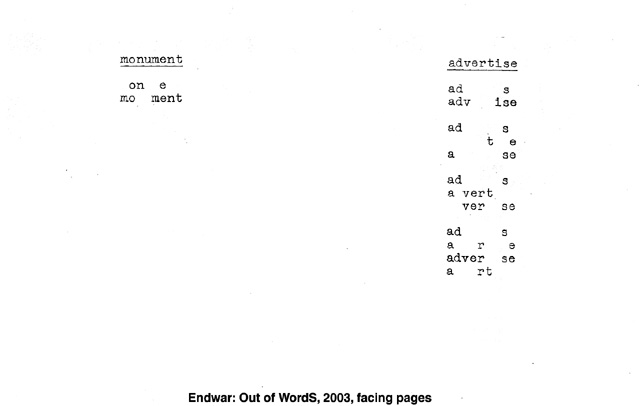 monument
on e
mo ment
advertise
ad s
adv ise
ad s
t e
a se
ad s
a vert
ver se
ad s
a r e
adver se
a rt
Endwar: Out of WordS, 2003, facing pages